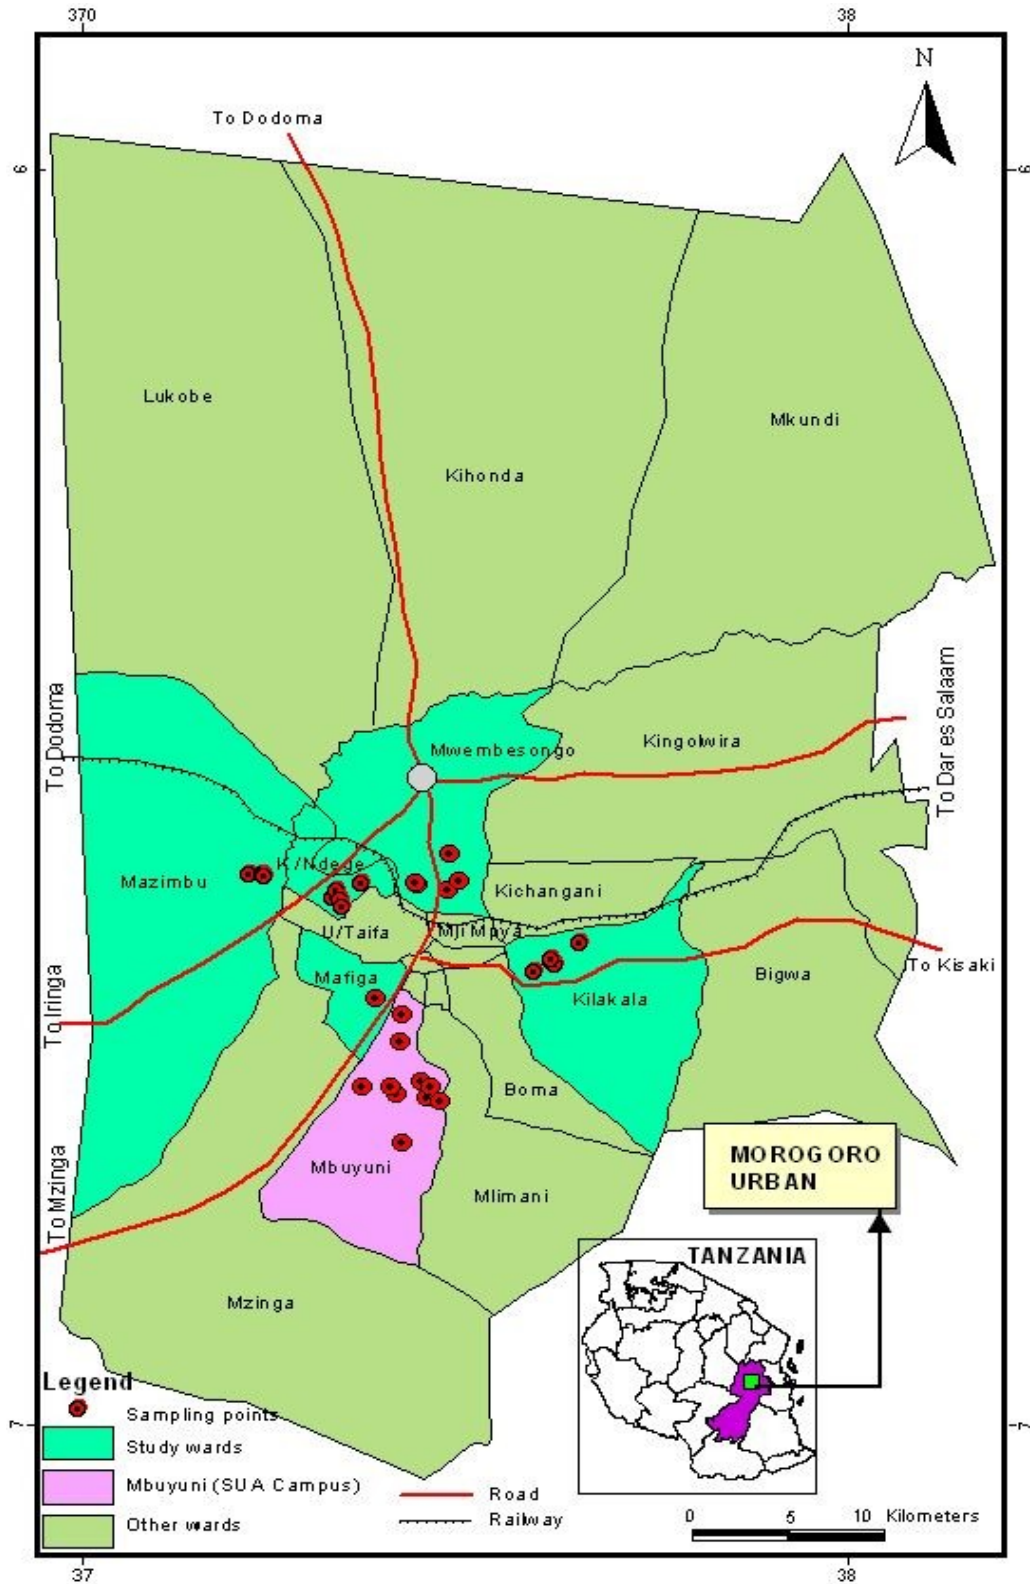 370
38
N
To Dodoma
6
6
Lukobe
Mkundi
Kihonda
To Dodoma
Mwembesongo
Kingolwira
To Dar es Salaam
K/Ndege
Mazimbu
Kichangani
U/Taifa
Mji Mpya
Mafiga
Bigwa
To Kisaki
Kilakala
To Iringa
Boma
Mbuyuni
Mlimani
MOROGORO
URBAN
To Mzinga
TANZANIA
Mzinga
Legend
Sampling points
Study wards
Mbuyuni (SUA Campus)
Other wards
Road
Railway
0 5 10 Kilometers
7
7
37
38